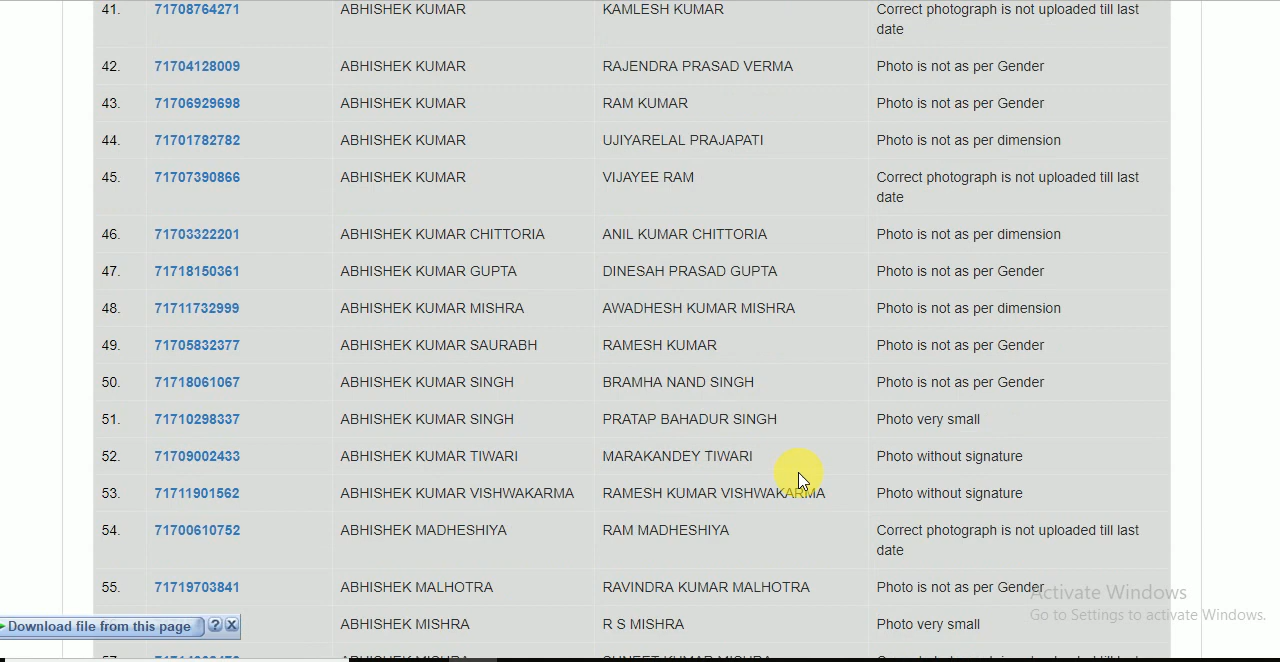 41. 71708764271 ABHISHEK KUMAR KAMLESH KUMAR Correct photograph is not uploaded till last
date
42. 71704128009 ABHISHEK KUMAR RAJENDRA PRASAD VERMA Photo is not as per Gender
43. 71706929698 ABHISHEK KUMAR RAM KUMAR Photo is not as per Gender
44. 71701782782 ABHISHEK KUMAR UJIYARELAL PRAJAPATI Photo is not as per dimension
45. 71707390866 ABHISHEK KUMAR VIJAYEE RAM Correct photograph is not uploaded till last
date
46. 71703322201 ABHISHEK KUMAR CHITTORIA ANIL KUMAR CHITTORIA Photo is not as per dimension
47. 71718150361 ABHISHEK KUMAR GUPTA DINESAH PRASAD GUPTA Photo is not as per Gender
48. 71711732999 ABHISHEK KUMAR MISHRA AWADHESH KUMAR MISHRA Photo is not as per dimension
49. 71705832377 ABHISHEK KUMAR SAURABH RAMESH KUMAR Photo is not as per Gender
50. 71718061067 ABHISHEK KUMAR SINGH BRAMHA NAND SINGH Photo is not as per Gender
51. 71710298337 ABHISHEK KUMAR SINGH PRATAP BAHADUR SINGH Photo very small
52. 71709002433 ABHISHEK KUMAR TIWARI MARAKANDEY TIWARI Photo without signature
53. 71711901562 ABHISHEK KUMAR VISHWAKARMA RAMESH KUMAR VISHWAKARMA Photo without signature
54. 71700610752 ABHISHEK MADHESHIYA RAM MADHESHIYA Correct photograph is not uploaded till last
date
55. 71719703841 ABHISHEK MALHOTRA RAVINDRA KUMAR MALHOTRA Photo is not as per Gender
Activate Windows
Go to Settings to activate Windows.
Download file from this page ? X
ABHISHEK MISHRA R S MISHRA Photo very small